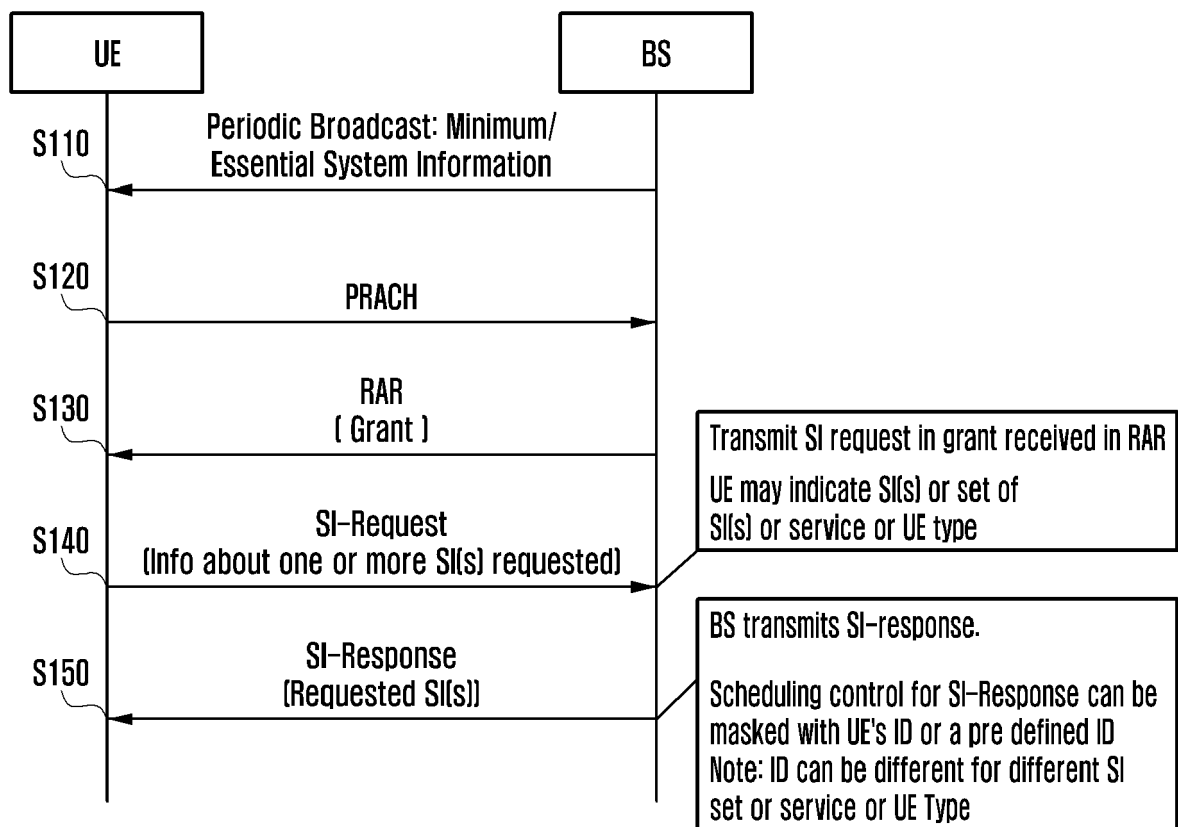 UE
BS
S110
Periodic Broadcast: Minimum/
Essential System Information
S120
PRACH
S130
RAR
( Grant )
Transmit SI request in grant received in RAR
UE may indicate SI(s) or set of
SI(s) or service or UE type
S140
SI-Request
(Info about one or more SI(s) requested)
S150
SI-Response
(Requested SI(s))
BS transmits SI-response.
Scheduling control for SI-Response can be
masked with UE's ID or a pre defined ID
Note: ID can be different for different SI
set or service or UE Type